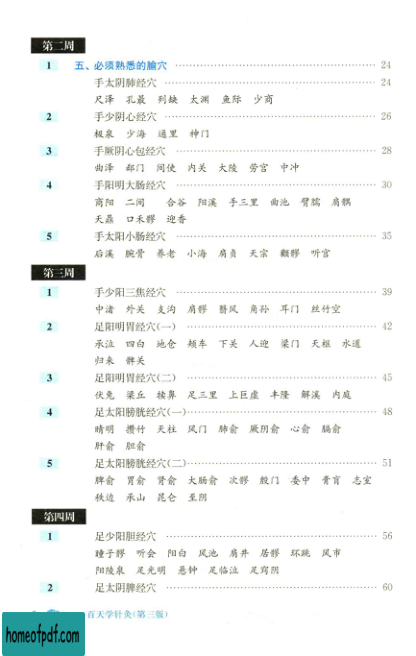 第二周
1 五、必须熟悉的腧穴 24
手太阴肺经穴
尺泽 孔最 列缺 太渊 鱼际 少商
2 手少阴心经穴 26
极泉 少海 通里 神门
3 手厥阴心包经穴 28
曲泽 郄门 间使 内关 大陵 劳宫 中冲
4 手阳明大肠经穴 30
商阳 二间 合谷 阳溪 手三里 曲池 臂臑 肩髃
天鼎 口禾髎 迎香
5 手太阳小肠经穴 35
后溪 腕骨 养老 小海 肩贞 天宗 颧髎 听宫
第三周
1 手少阳三焦经穴 39
中渚 外关 支沟 肩髎 翳风 角孙 耳门 丝竹空
2 足阳明胃经穴(一) 42
承泣 四白 地仓 颊车 下关 人迎 梁门 天枢 水道
归来 髀关
3 足阳明胃经穴(二) 45
伏兔 梁丘 犊鼻 足三里 上巨虚 丰隆 解溪 内庭
4 足太阳膀胱经穴(一) 48
睛明 攒竹 天柱 风门 肺俞 厥阴俞 心俞 膈俞
肝俞 胆俞
5 足太阳膀胱经穴(二) 51
脾俞 胃俞 肾俞 大肠俞 次髎 殷门 委中 膏肓 志室
秩边 承山 昆仑 至阴
第四周
1 足少阳胆经穴 56
瞳子髎 听会 阳白 风池 肩井 居髎 环跳 风市
阳陵泉 足光明 悬钟 足临泣 足窍阴
2 足太阴脾经穴 60
百天学针灸(第三版)
homeofpdf.com